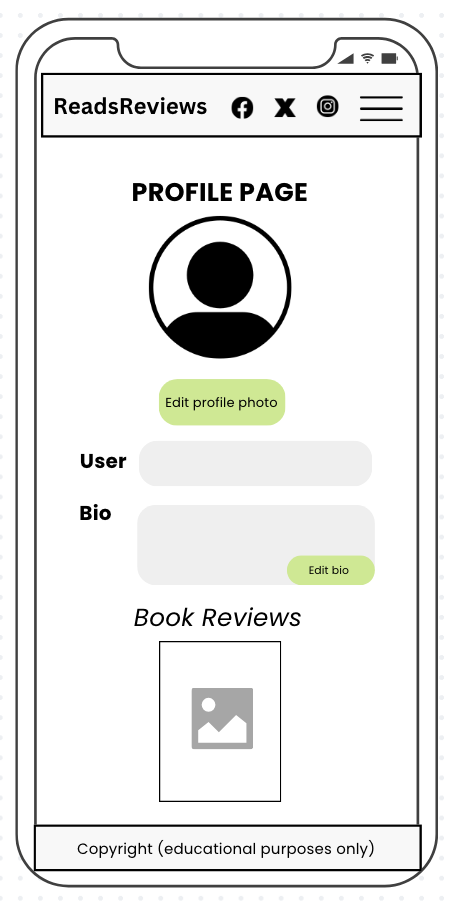 ReadsReviews
PROFILE PAGE
Edit profile photo
User
Bio
Edit bio
Book Reviews
Copyright (educational purposes only)